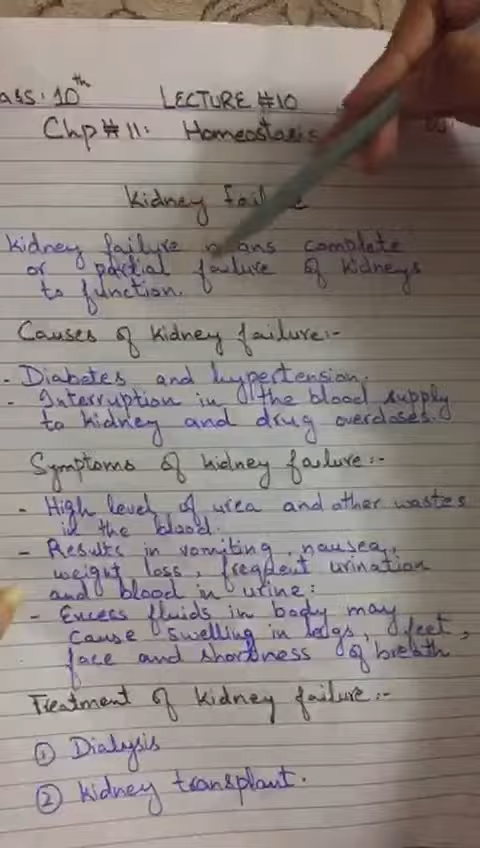 ass: 10th LECTURE #10
Chp # 11: Homeostasis
Kidney Failure
Kidney failure means complete
or partial failure of kidneys
to function.
Causes of kidney failure:-
- Diabetes and hypertension.
- Interruption in the blood supply
to kidney and drug overdoses.
Symptoms of kidney failure:-
- High level of urea and other wastes
in the blood.
- Results in vomiting, nausea,
weight loss, frequent urination
and blood in urine:
- Excess fluids in body may
cause swelling in legs, feet,
face and shortness of breath
Treatment of kidney failure:-
① Dialysis
② Kidney transplant.